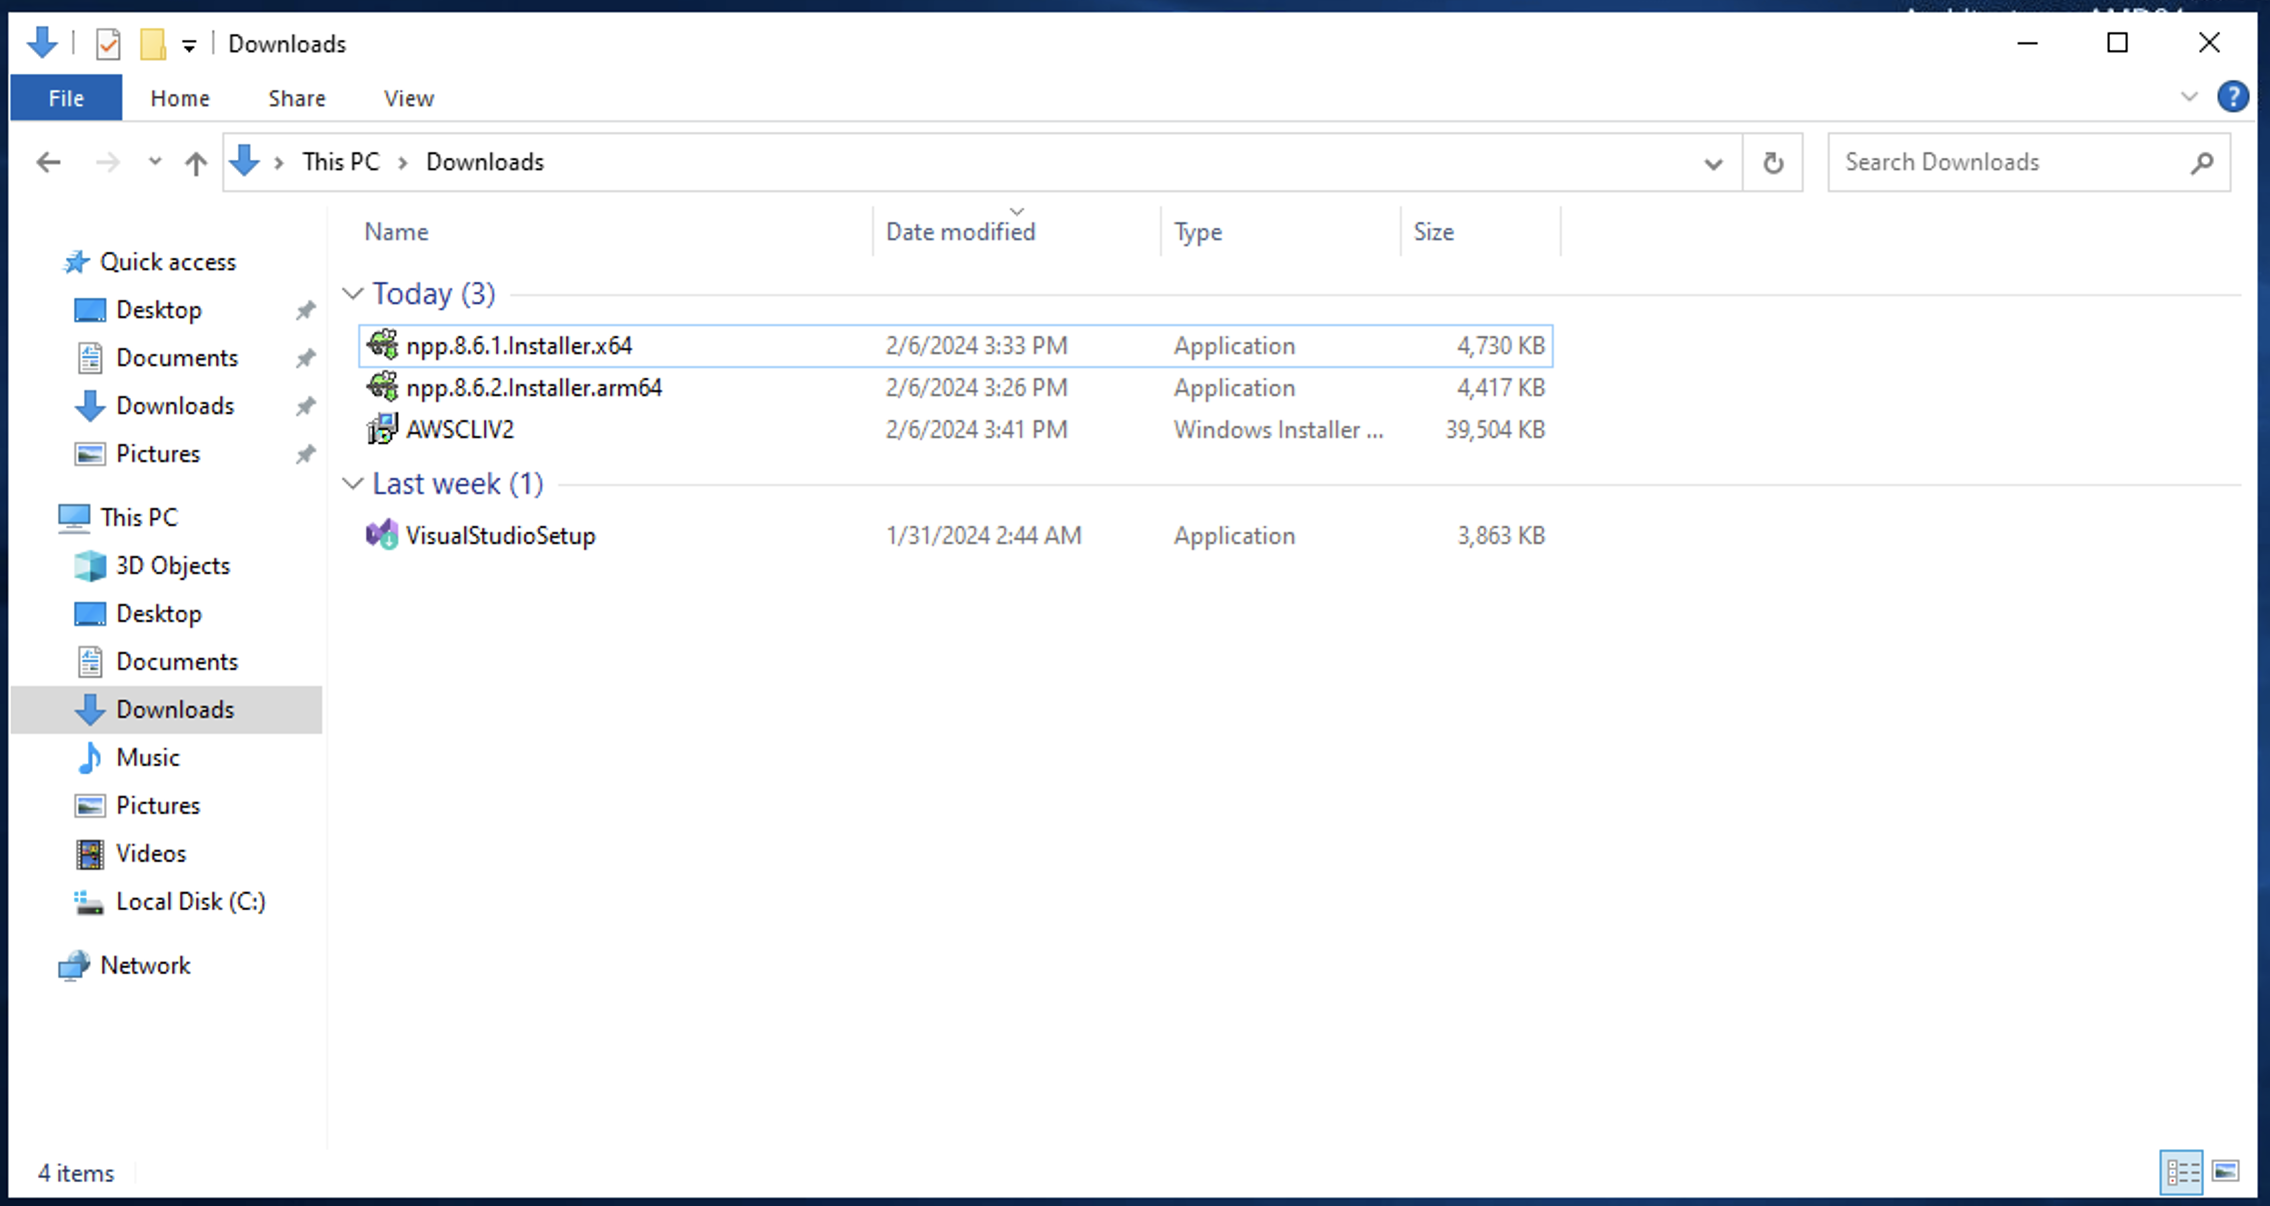 Downloads
File Home Share View
This PC Downloads
Search Downloads
Name Date modified Type Size
Quick access
Desktop
Documents
Downloads
Pictures
This PC
3D Objects
Desktop
Documents
Downloads
Music
Pictures
Videos
Local Disk (C:)
Network
Today (3)
npp.8.6.1.Installer.x64 2/6/2024 3:33 PM Application 4,730 KB
npp.8.6.2.Installer.arm64 2/6/2024 3:26 PM Application 4,417 KB
AWSCLIV2 2/6/2024 3:41 PM Windows Installer ... 39,504 KB
Last week (1)
VisualStudioSetup 1/31/2024 2:44 AM Application 3,863 KB
4 items